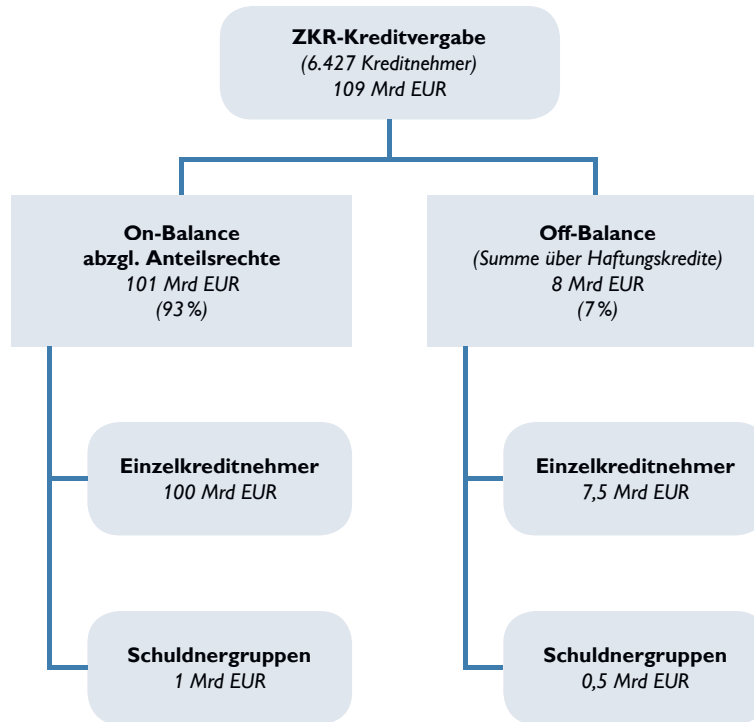 ZKR-Kreditvergabe
(6.427 Kreditnehmer)
109 Mrd EUR
On-Balance
abzgl. Anteilsrechte
101 Mrd EUR
(93%)
Off-Balance
(Summe über Haftungskredite)
8 Mrd EUR
(7%)
Einzelkreditnehmer
100 Mrd EUR
Einzelkreditnehmer
7,5 Mrd EUR
Schuldnergruppen
1 Mrd EUR
Schuldnergruppen
0,5 Mrd EUR